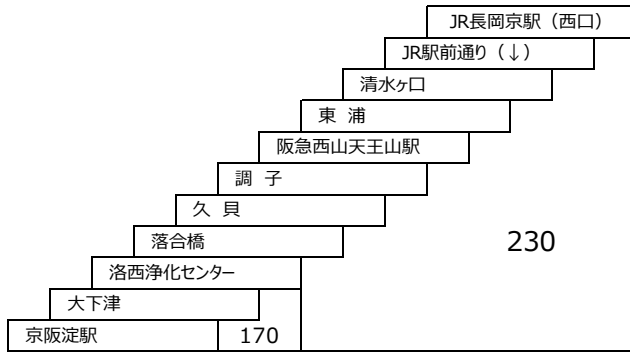 JR長岡京駅（西口）
JR駅前通り（↓）
清水ヶ口
東 浦
阪急西山天王山駅
調 子
久 貝
落合橋
230
洛西浄化センター
大下津
京阪淀駅 170